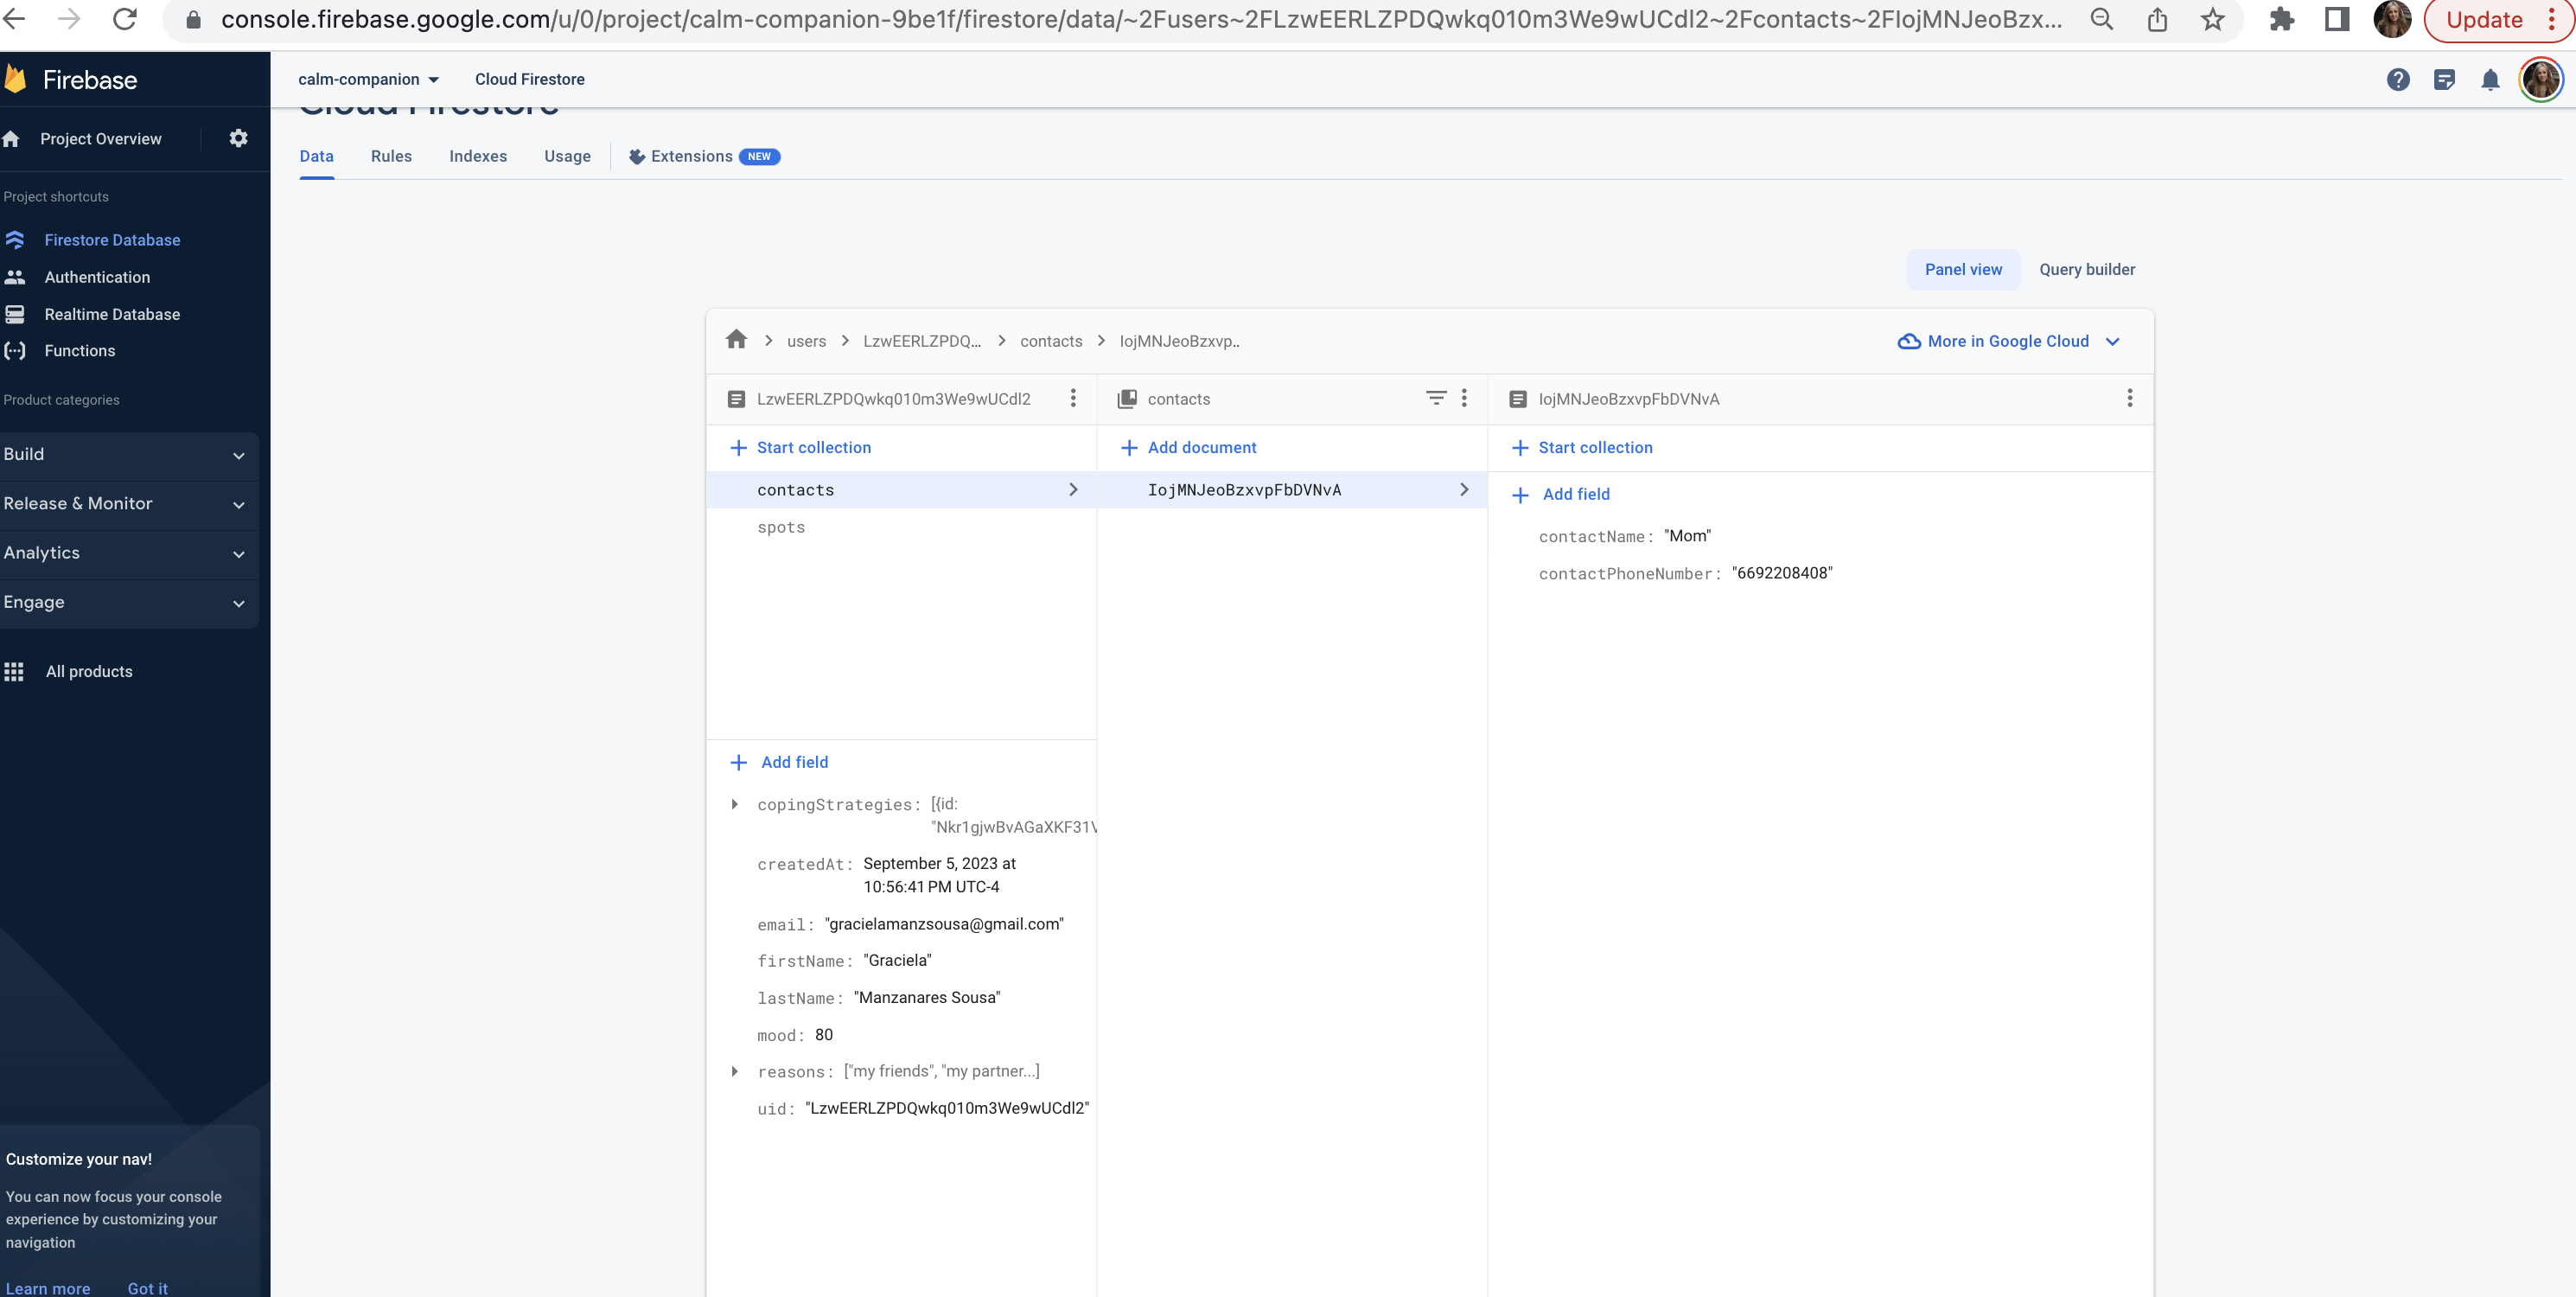 console.firebase.google.com/u/0/project/calm-companion-9be1f/firestore/data/~2Fusers~2FLzwEERLZPDQwkq010m3We9wUCdl2~2Fcontacts~2FIojMNJeoBzx...
Update
Firebase
calm-companion
Cloud Firestore
Cloud Firestore
Project Overview
Data
Rules
Indexes
Usage
Extensions
NEW
Project shortcuts
Firestore Database
Authentication
Realtime Database
Functions
Product categories
Build
Release & Monitor
Analytics
Engage
All products
Customize your nav!
You can now focus your console
experience by customizing your
navigation
Learn more
Got it
Panel view
Query builder
users
LzwEERLZPDQ...
contacts
IojMNJeoBzxvp..
More in Google Cloud
LzwEERLZPDQwkq010m3We9wUCdl2
Start collection
contacts
spots
Add field
copingStrategies: [{id:
"Nkr1gjwBvAGaXKF31V
createdAt: September 5, 2023 at
10:56:41 PM UTC-4
email: "gracielamanzsousa@gmail.com"
firstName: "Graciela"
lastName: "Manzanares Sousa"
mood: 80
reasons: ["my friends", "my partner...]
uid: "LzwEERLZPDQwkq010m3We9wUCdl2"
contacts
Add document
IojMNJeoBzxvpFbDVNvA
IojMNJeoBzxvpFbDVNvA
Start collection
Add field
contactName: "Mom"
contactPhoneNumber: "6692208408"